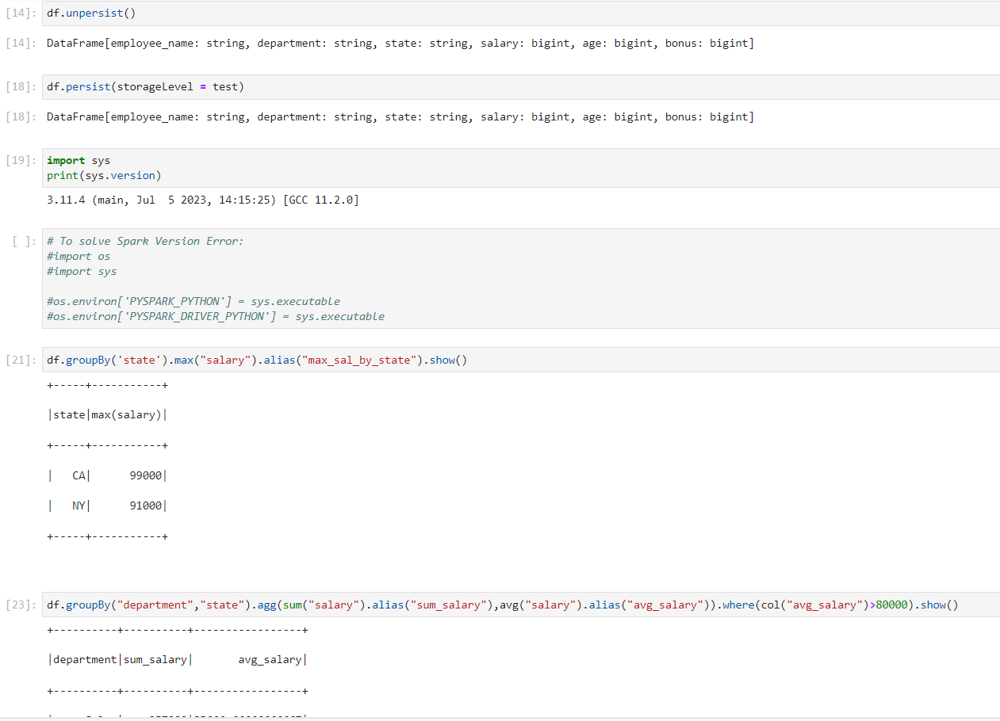 [14]: df.unpersist()
[14]: DataFrame[employee_name: string, department: string, state: string, salary: bigint, age: bigint, bonus: bigint]
[18]: df.persist(storageLevel = test)
[18]: DataFrame[employee_name: string, department: string, state: string, salary: bigint, age: bigint, bonus: bigint]
[19]: import sys
print(sys.version)
3.11.4 (main, Jul  5 2023, 14:15:25) [GCC 11.2.0]
[ ]: # To solve Spark Version Error:
#import os
#import sys
#os.environ['PYSPARK_PYTHON'] = sys.executable
#os.environ['PYSPARK_DRIVER_PYTHON'] = sys.executable
[21]: df.groupBy('state').max("salary").alias("max_sal_by_state").show()
+-----+-----------+
|state|max(salary)|
+-----+-----------+
|   CA|      99000|
|   NY|      91000|
+-----+-----------+
[23]: df.groupBy("department","state").agg(sum("salary").alias("sum_salary"),avg("salary").alias("avg_salary")).where(col("avg_salary")>80000).show()
+----------+----------+-----------------+
|department|sum_salary|       avg_salary|
+----------+----------+-----------------+